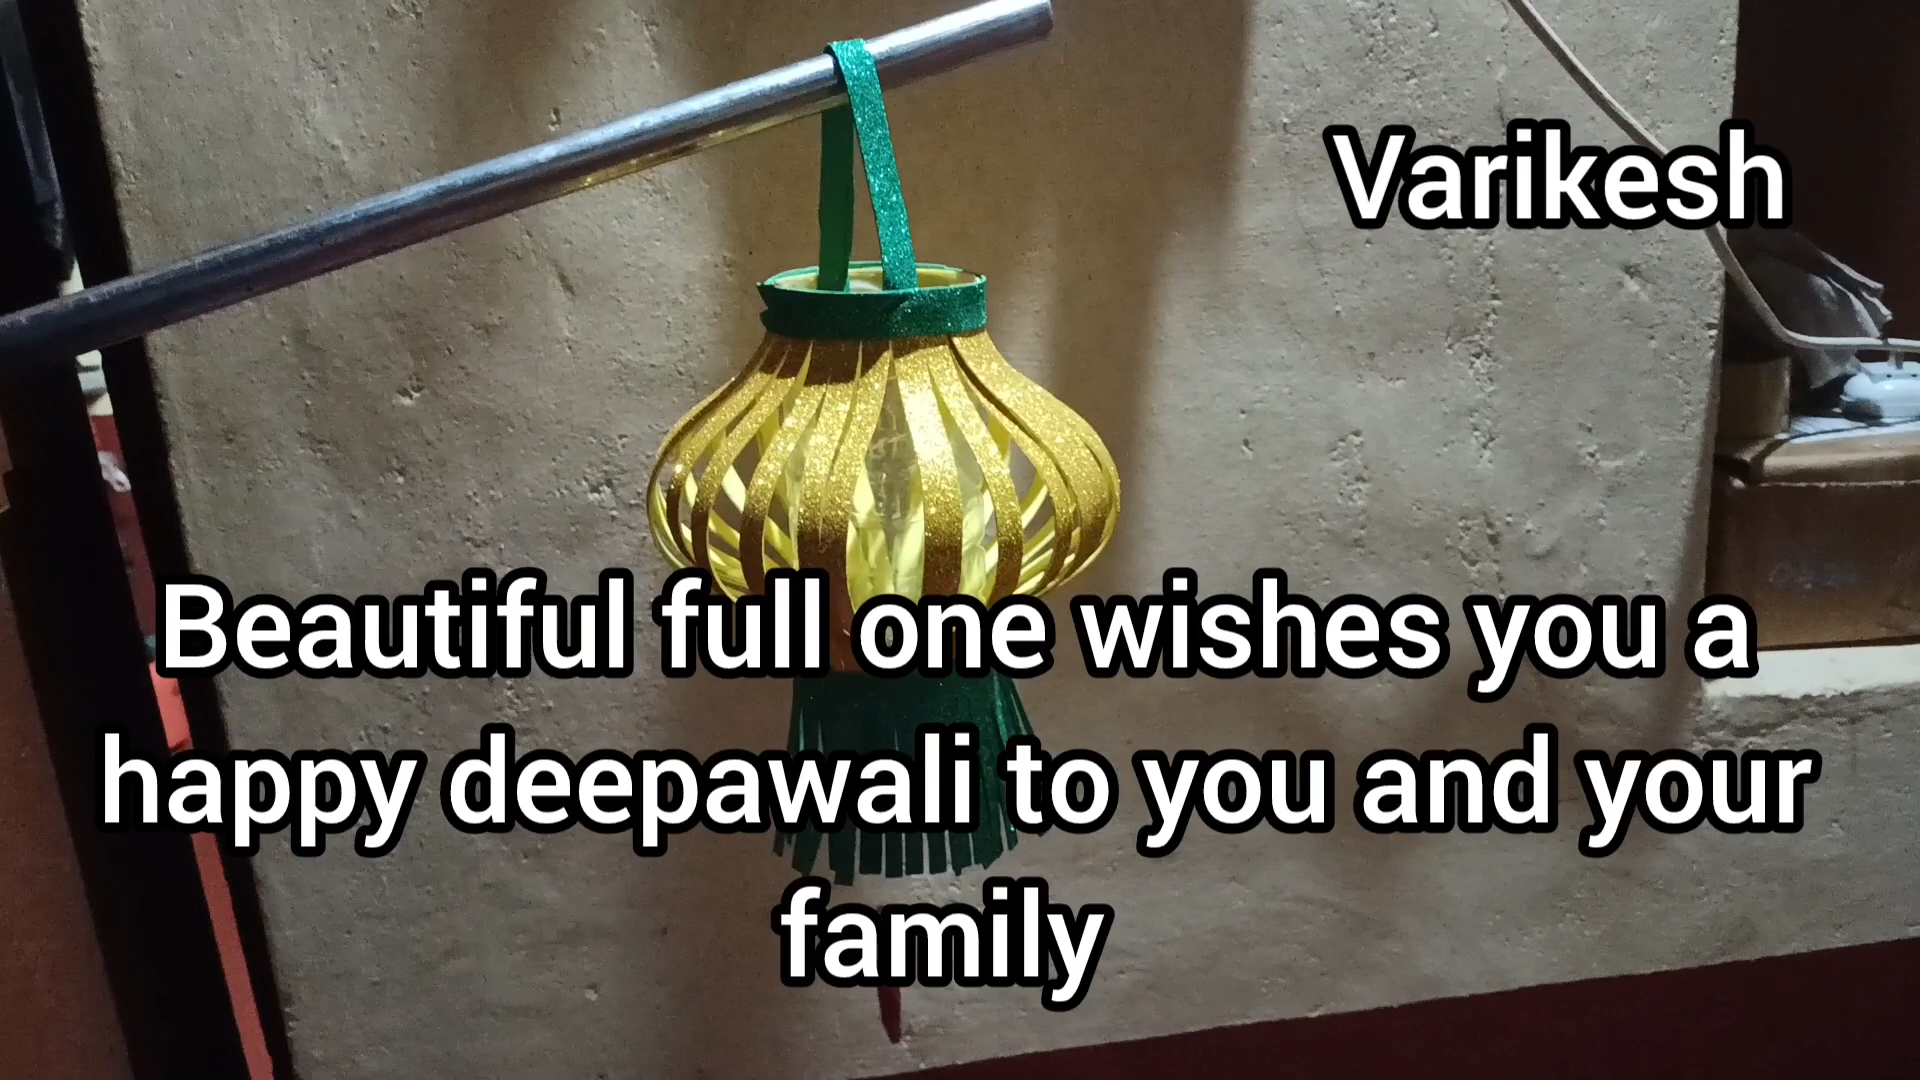 Varikesh
Beautiful full one wishes you a
happy deepawali to you and your
family